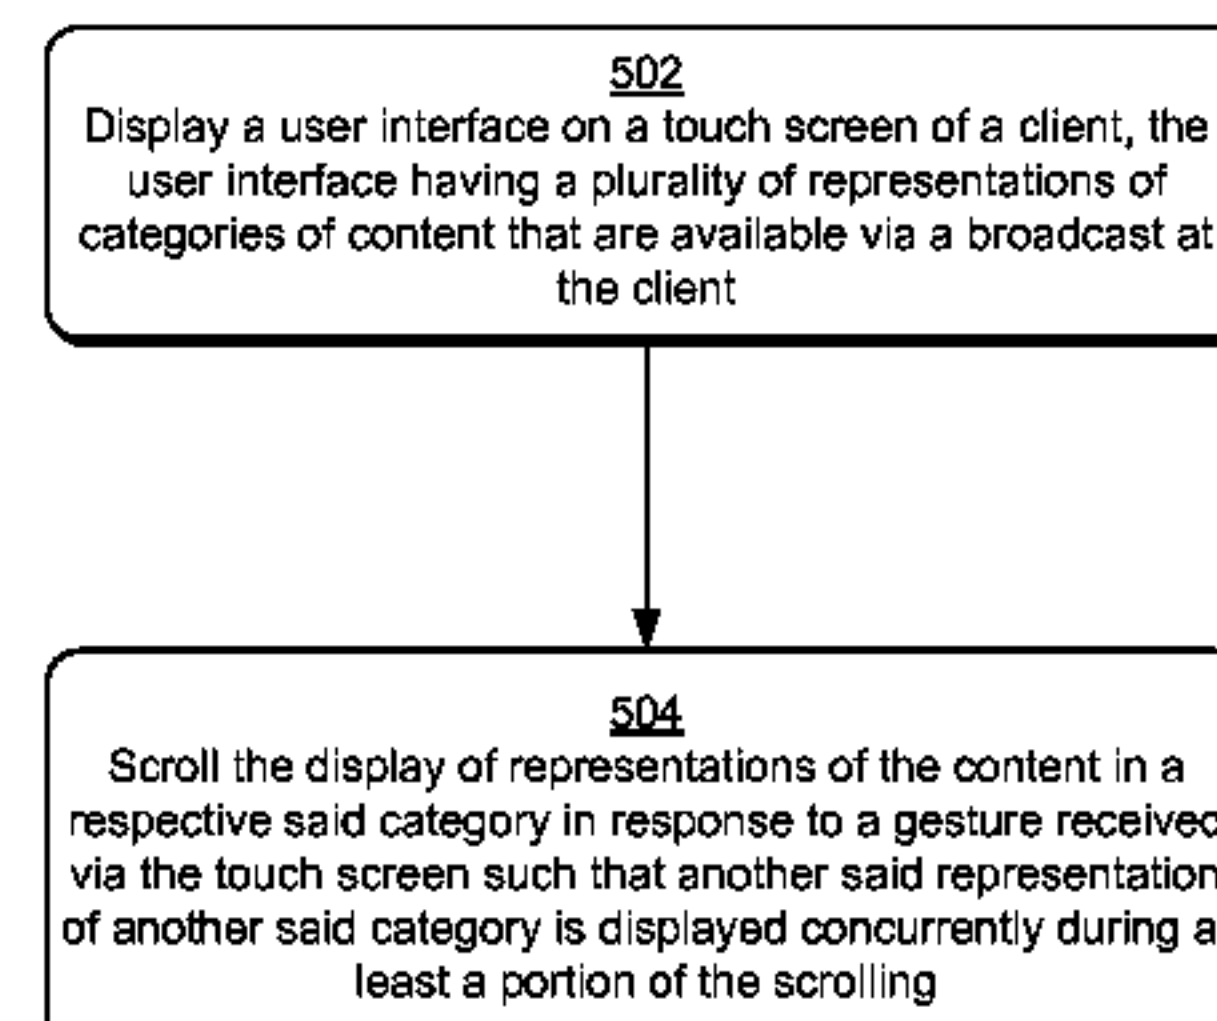 502
Display a user interface on a touch screen of a client, the
user interface having a plurality of representations of
categories of content that are available via a broadcast at
the client
504
Scroll the display of representations of the content in a
respective said category in response to a gesture received
via the touch screen such that another said representation
of another said category is displayed concurrently during a
least a portion of the scrolling